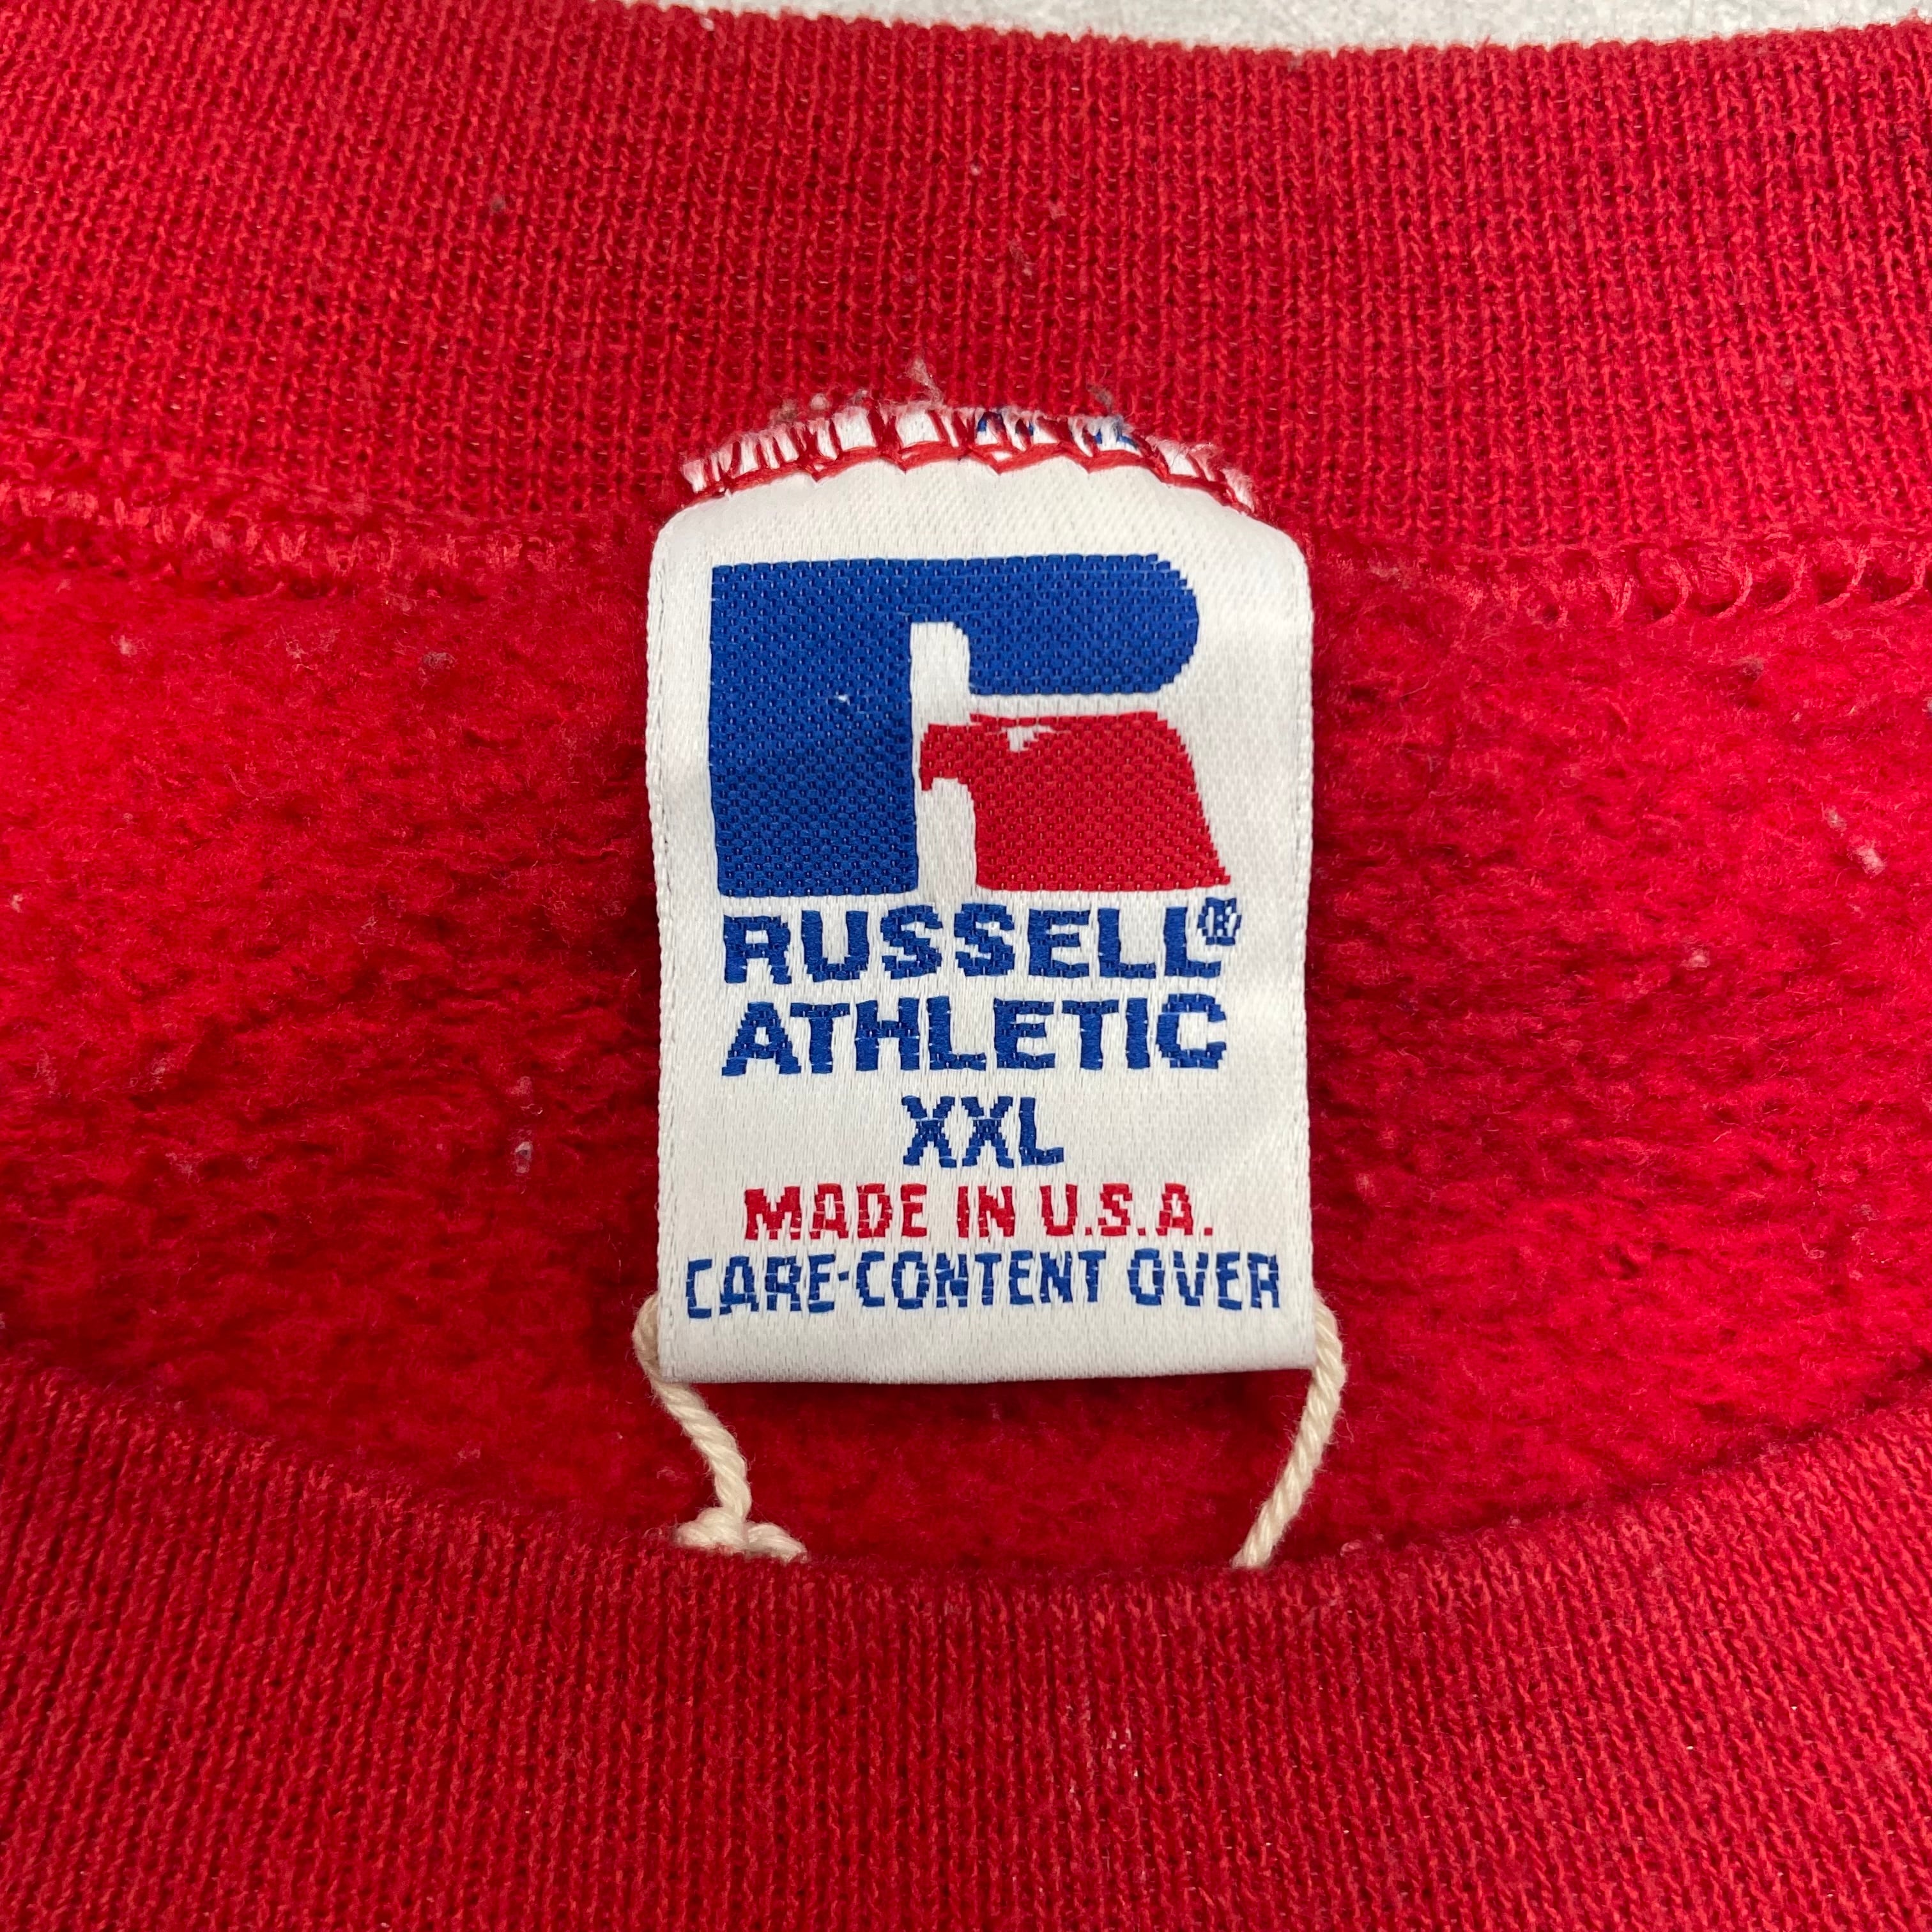 RUSSELL®
ATHLETIC
XXL
MADE IN U.S.A.
CARE-CONTENT OVER